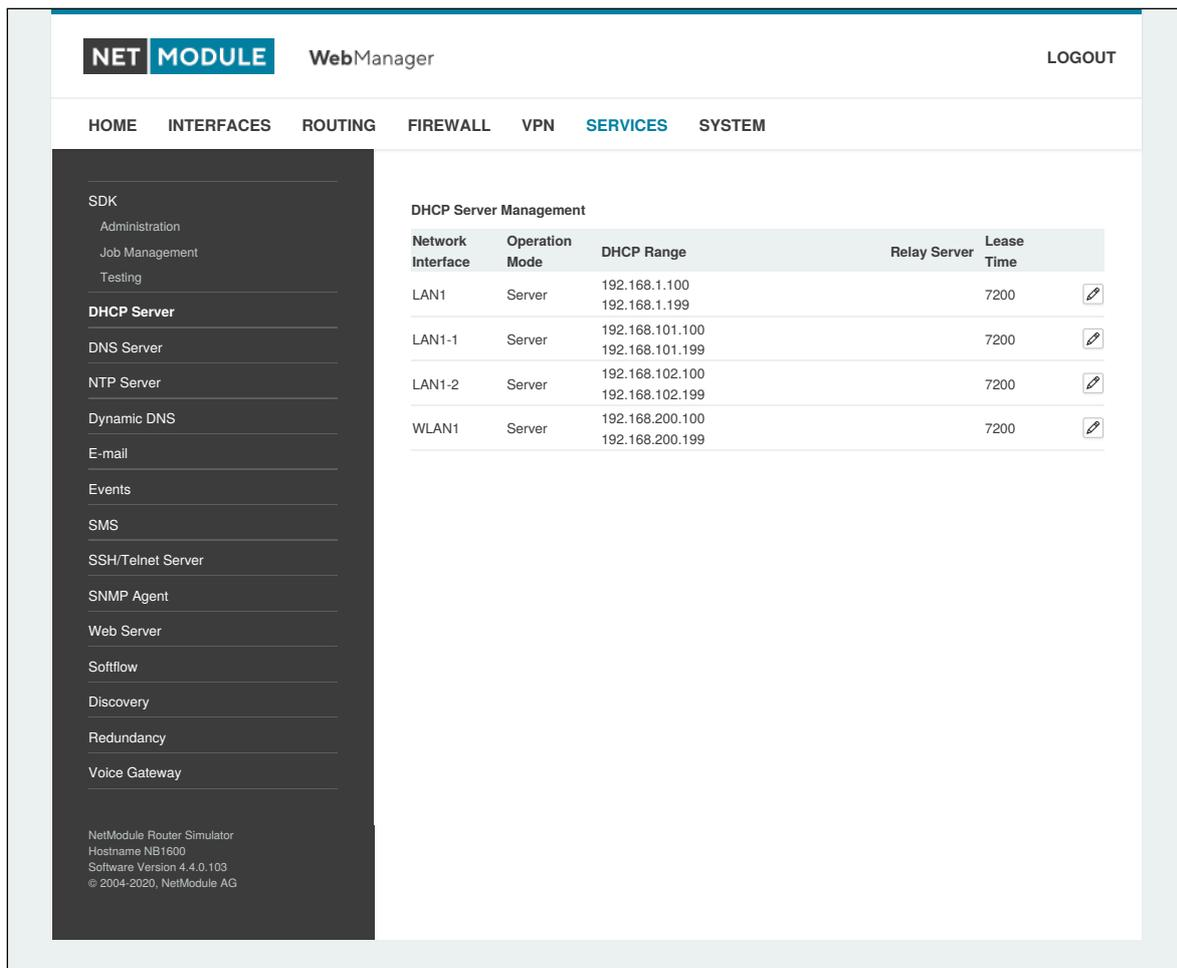 NET MODULE WebManager LOGOUT
HOME INTERFACES ROUTING FIREWALL VPN SERVICES SYSTEM
SDK
Administration
Job Management
Testing
DHCP Server
DNS Server
NTP Server
Dynamic DNS
E-mail
Events
SMS
SSH/Telnet Server
SNMP Agent
Web Server
Softflow
Discovery
Redundancy
Voice Gateway
NetModule Router Simulator
Hostname NB1600
Software Version 4.4.0.103
© 2004-2020, NetModule AG
DHCP Server Management
Network Interface Operation Mode DHCP Range Relay Server Lease Time
LAN1 Server 192.168.1.100 192.168.1.199 7200
LAN1-1 Server 192.168.101.100 192.168.101.199 7200
LAN1-2 Server 192.168.102.100 192.168.102.199 7200
WLAN1 Server 192.168.200.100 192.168.200.199 7200